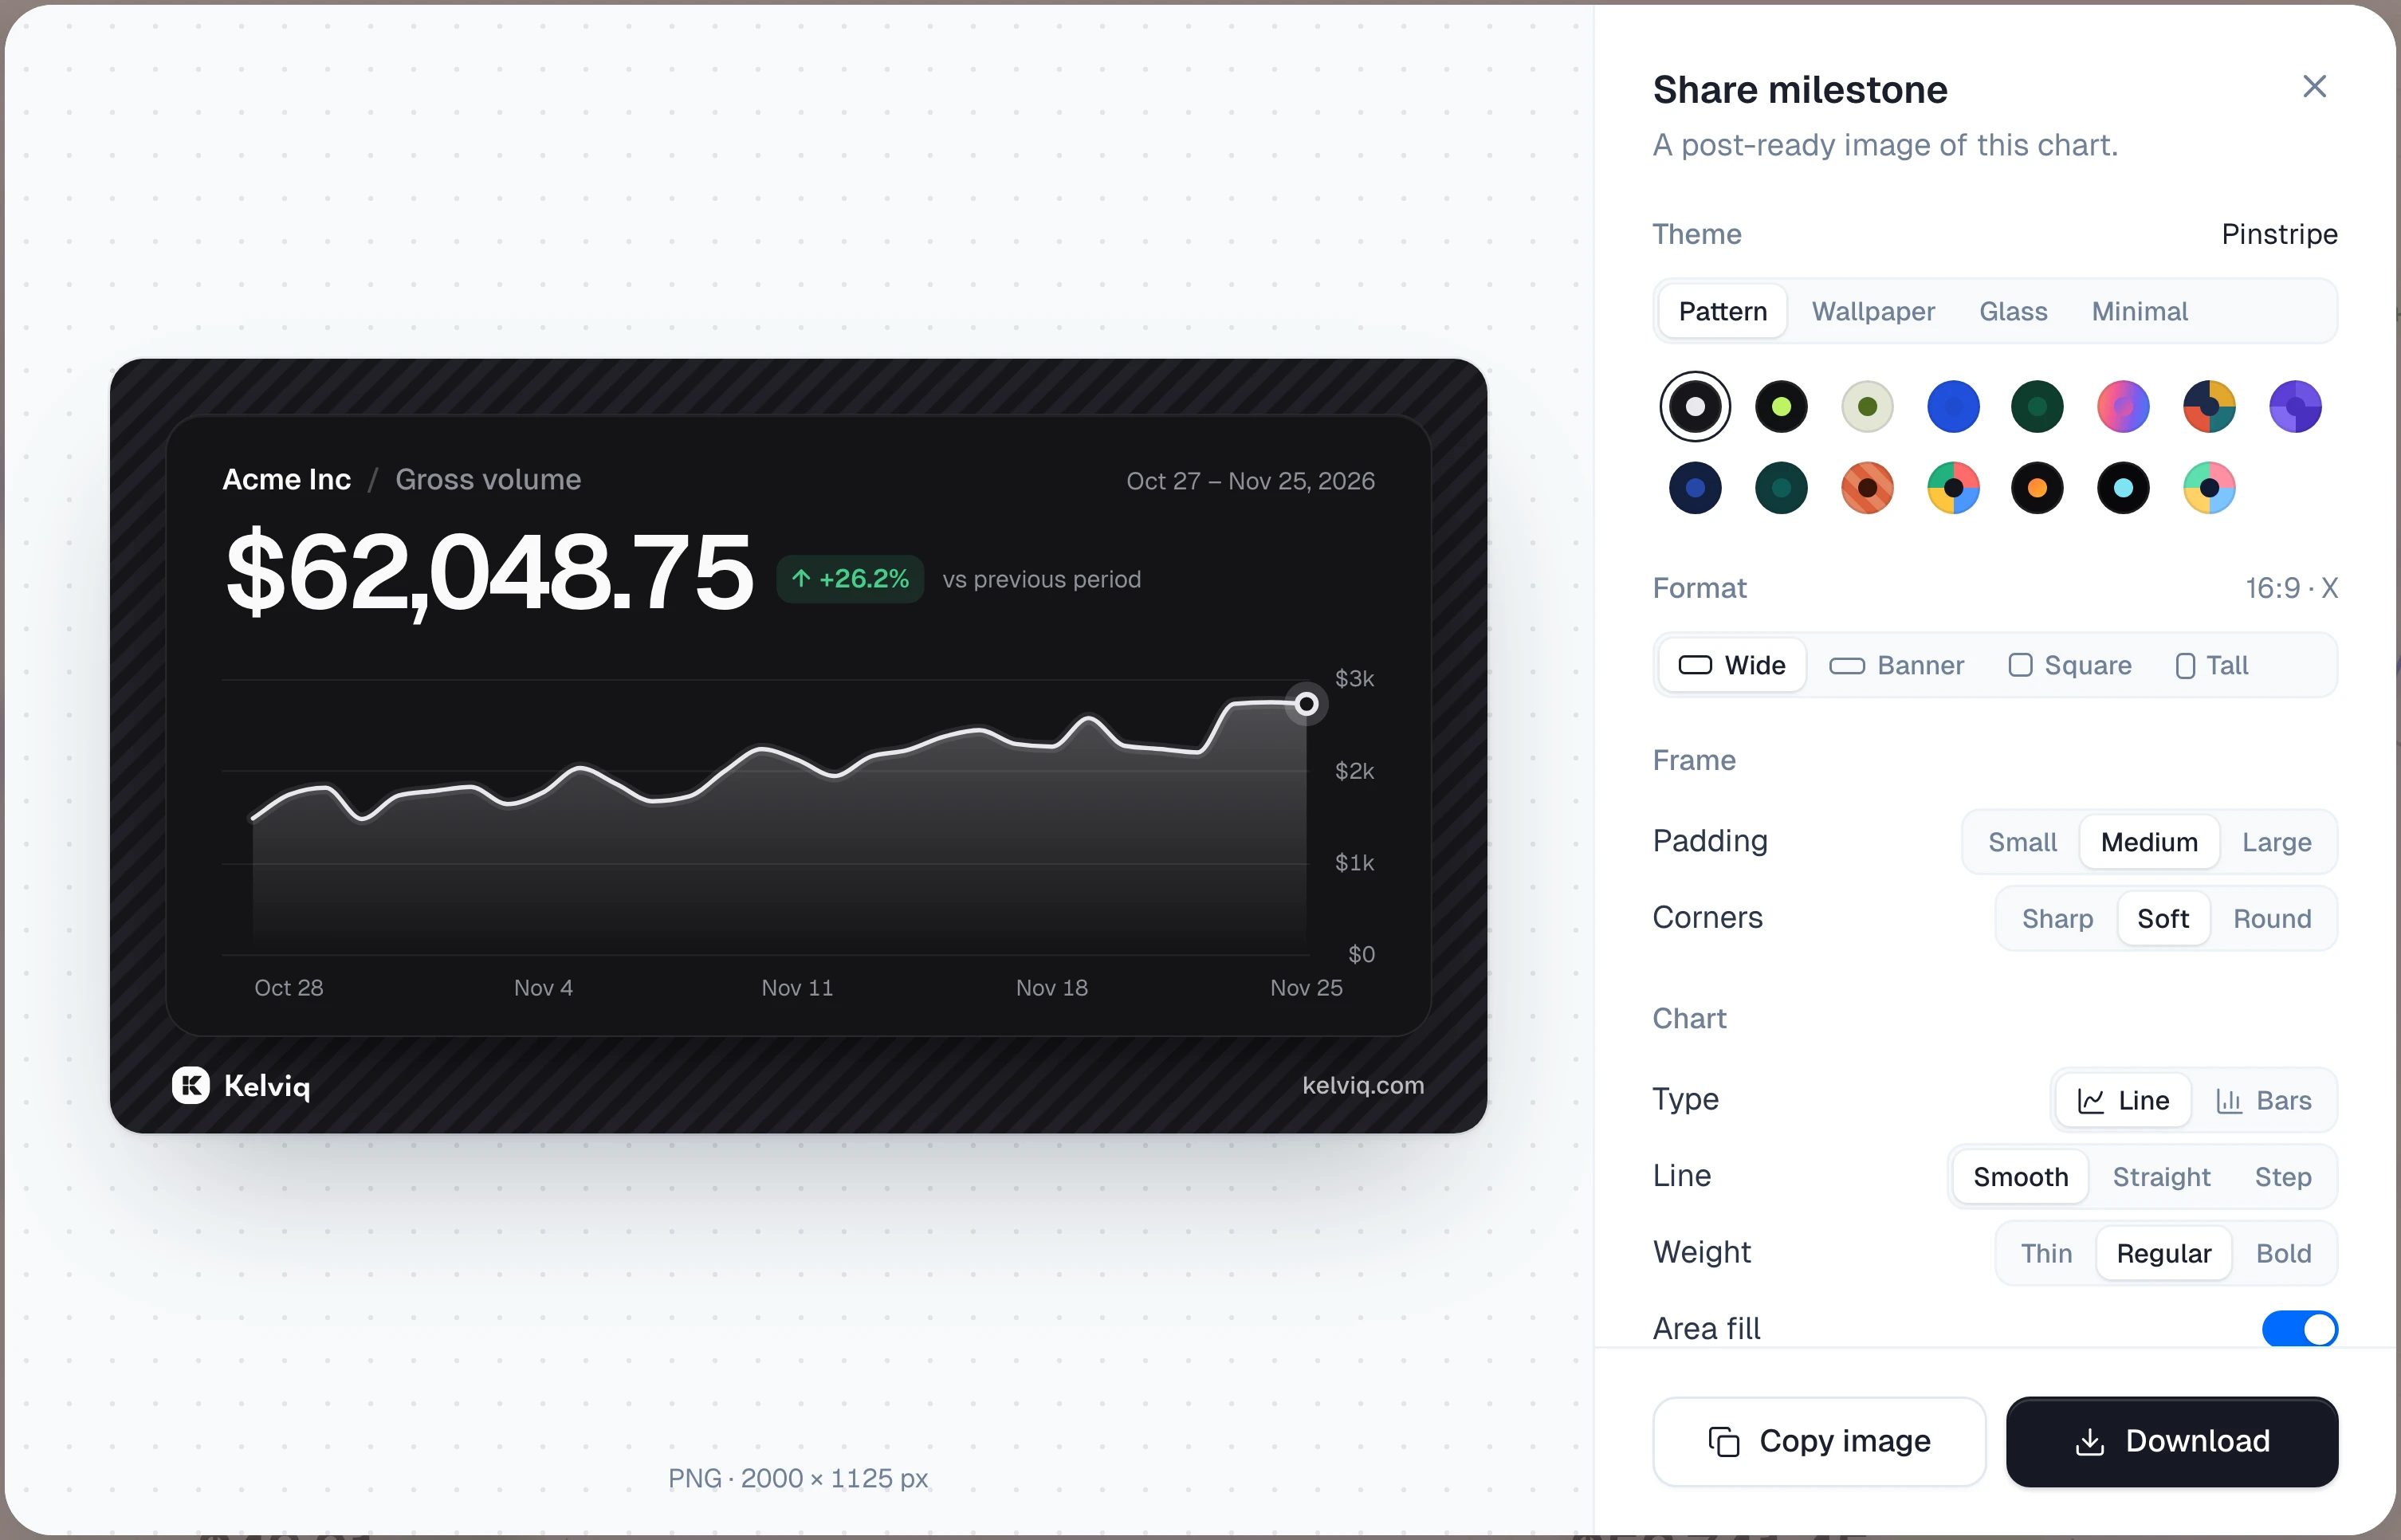 Acme Inc / Gross volume
Oct 27 – Nov 25, 2026
$62,048.75
+26.2%
vs previous period
$3k
$2k
$1k
$0
Oct 28
Nov 4
Nov 11
Nov 18
Nov 25
Kelviq
kelviq.com
PNG · 2000 × 1125 px
Share milestone
A post-ready image of this chart.
Theme
Pinstripe
Pattern
Wallpaper
Glass
Minimal
Format
16:9 · X
Wide
Banner
Square
Tall
Frame
Padding
Small
Medium
Large
Corners
Sharp
Soft
Round
Chart
Type
Line
Bars
Line
Smooth
Straight
Step
Weight
Thin
Regular
Bold
Area fill
Copy image
Download